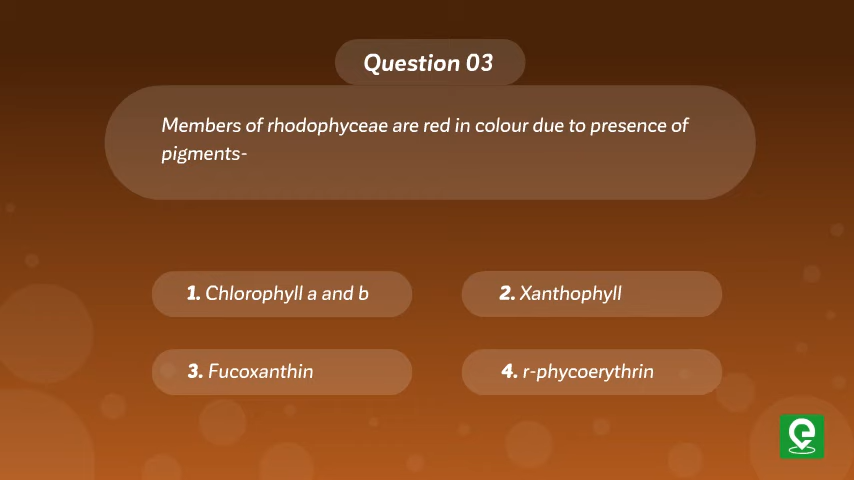 Question 03
Members of rhodophyceae are red in colour due to presence of
pigments-
1. Chlorophyll a and b
2. Xanthophyll
3. Fucoxanthin
4. r-phycoerythrin